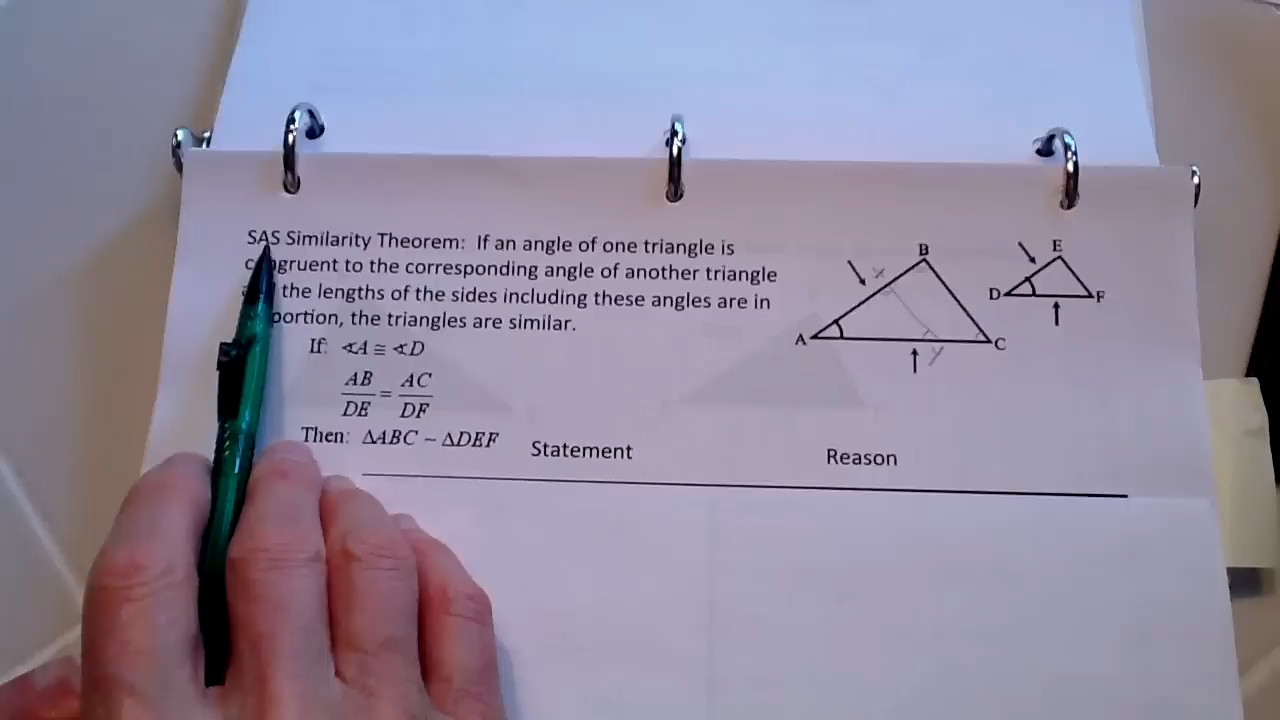 SAS Similarity Theorem: If an angle of one triangle is
congruent to the corresponding angle of another triangle
the lengths of the sides including these angles are in
portion, the triangles are similar.
If: ∢A ≅ ∢D
AB/DE = AC/DF
Then: ΔABC ~ ΔDEF
Statement
Reason
B
x
A
y
C
E
D
F